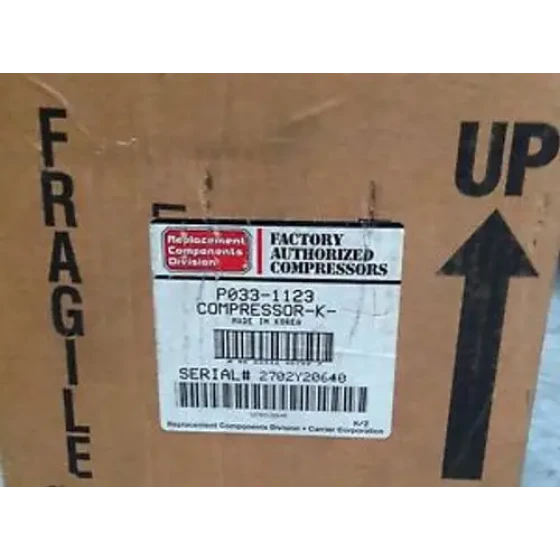 FRAGILE
UP
Replacement
Components
Division
FACTORY
AUTHORIZED
COMPRESSORS
P033-1123
COMPRESSOR-K-
MADE IN KOREA
SERIAL# 2702Y20640
K/2
Replacement Components Division • Carrier Corporation